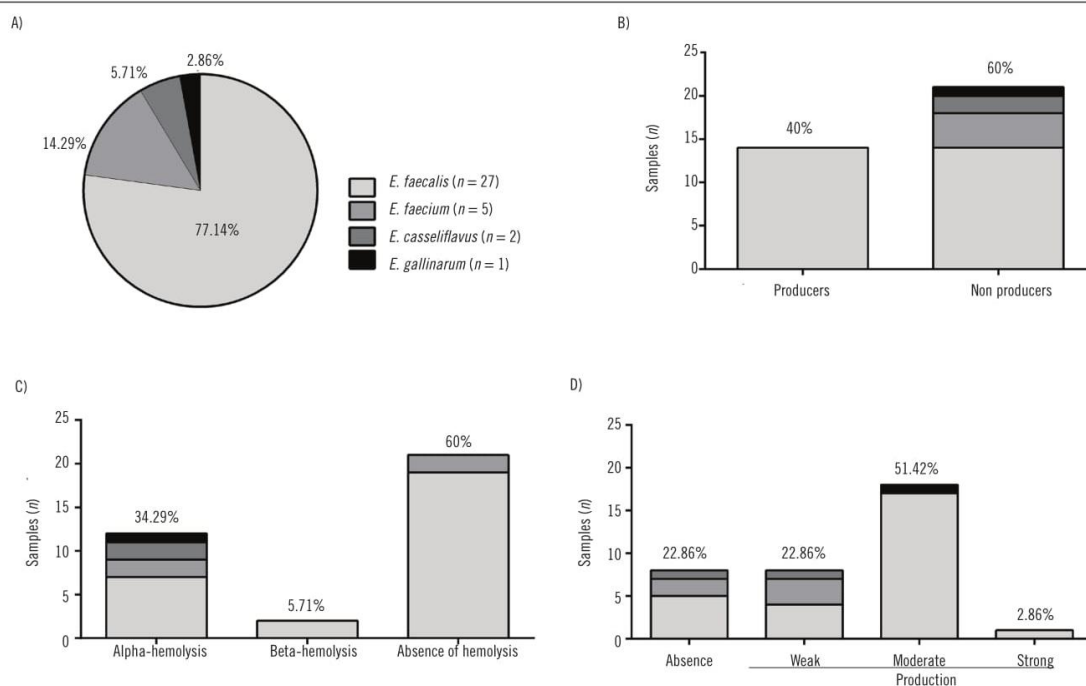 A)
2.86%
5.71%
14.29%
77.14%
E. faecalis (n = 27)
E. faecium (n = 5)
E. casseliflavus (n = 2)
E. gallinarum (n = 1)
B)
25
20
15
10
5
0
Samples (n)
40%
60%
Producers
Non producers
C)
25
20
15
10
5
0
Samples (n)
34.29%
5.71%
60%
Alpha-hemolysis
Beta-hemolysis
Absence of hemolysis
D)
25
20
15
10
5
0
Samples (n)
22.86%
22.86%
51.42%
2.86%
Absence
Weak
Moderate
Strong
Production